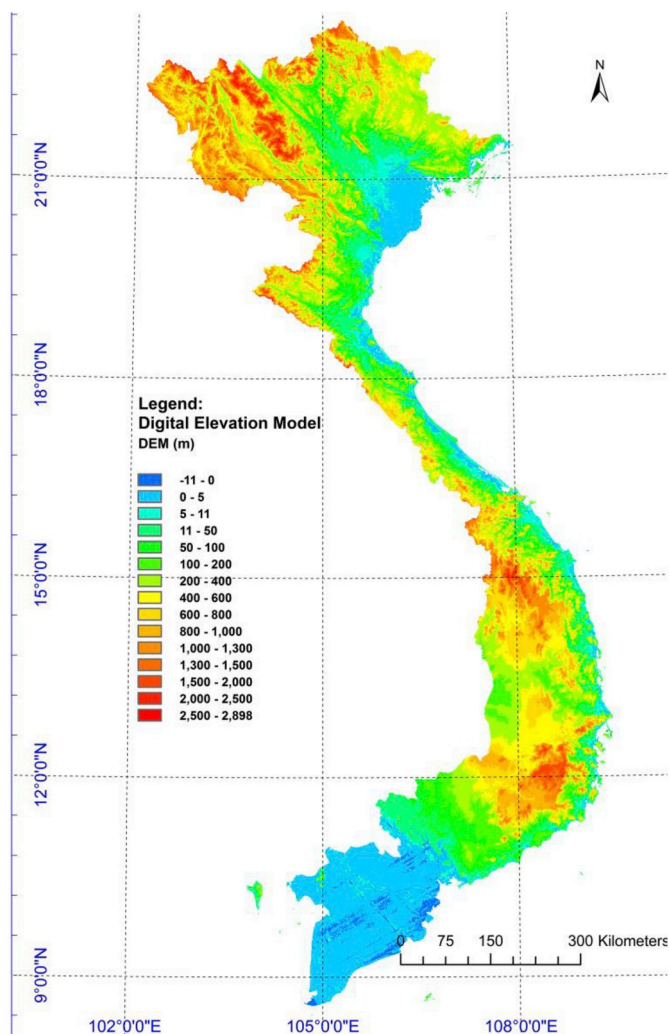 N
21°0'0"N
18°0'0"N
Legend:
Digital Elevation Model
DEM (m)
-11 - 0
0 - 5
5 - 11
11 - 50
50 - 100
100 - 200
200 - 400
400 - 600
600 - 800
800 - 1,000
1,000 - 1,300
1,300 - 1,500
1,500 - 2,000
2,000 - 2,500
2,500 - 2,898
15°0'0"N
12°0'0"N
0 75 150 300 Kilometers
9°0'0"N
102°0'0"E 105°0'0"E 108°0'0"E